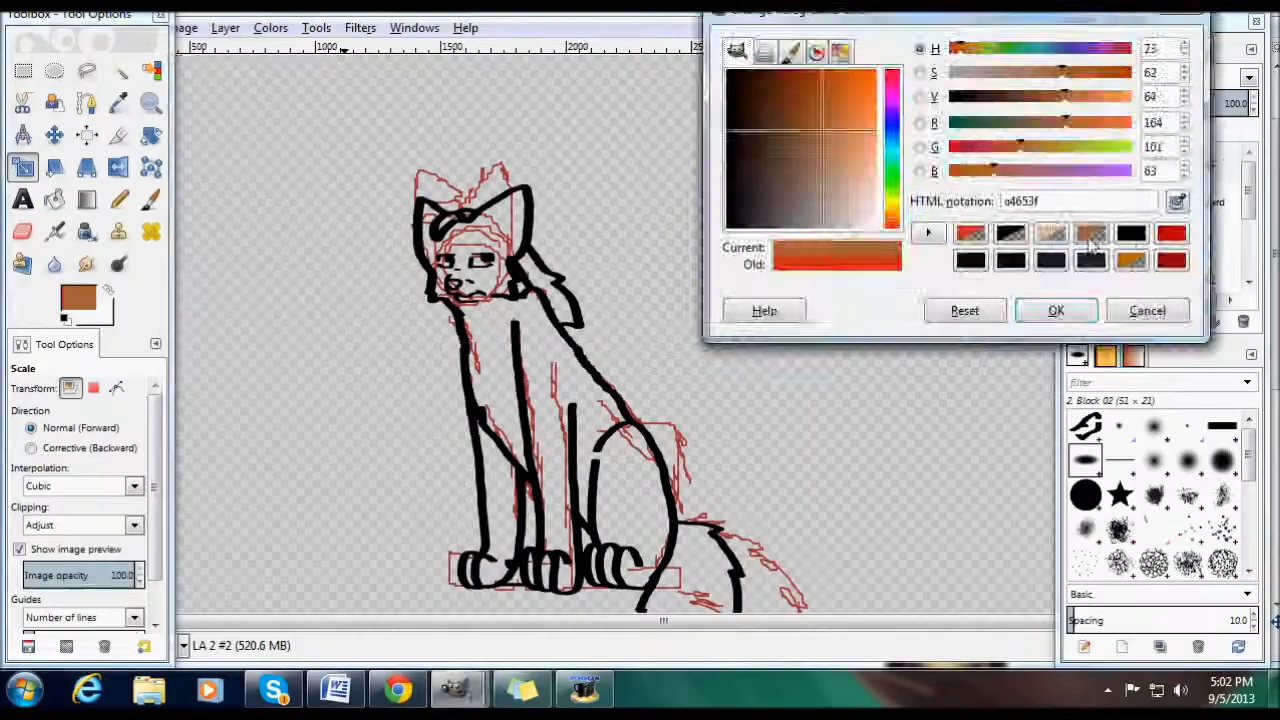 Toolbox - Tool Options
Layer Colors Tools Filters Windows Help
500 1000 1500 2000
H 73
S 62
V 64
R 164
G 101
B 63
HTML notation: a4653f
Current:
Old:
Help Reset OK Cancel
100.0
Tool Options
Scale
Transform:
Direction
Normal (Forward)
Corrective (Backward)
Interpolation:
Cubic
Clipping:
Adjust
Show image preview
Image opacity 100.0
Guides
Number of lines
filter
2. Block 02 (51 × 21)
Basic,
Spacing 10.0
LA 2 #2 (520.6 MB)
5:02 PM
9/5/2013